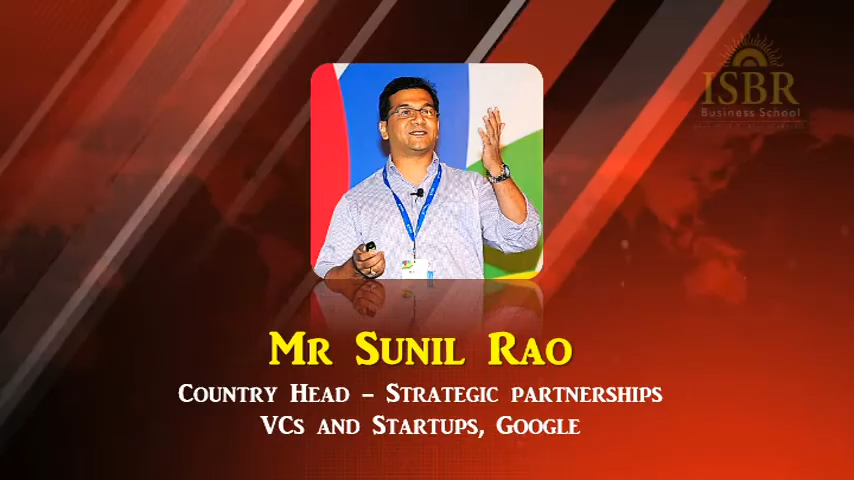 ISBR
Business School
Mr Sunil Rao
Country Head – Strategic partnerships
VCs and Startups, Google